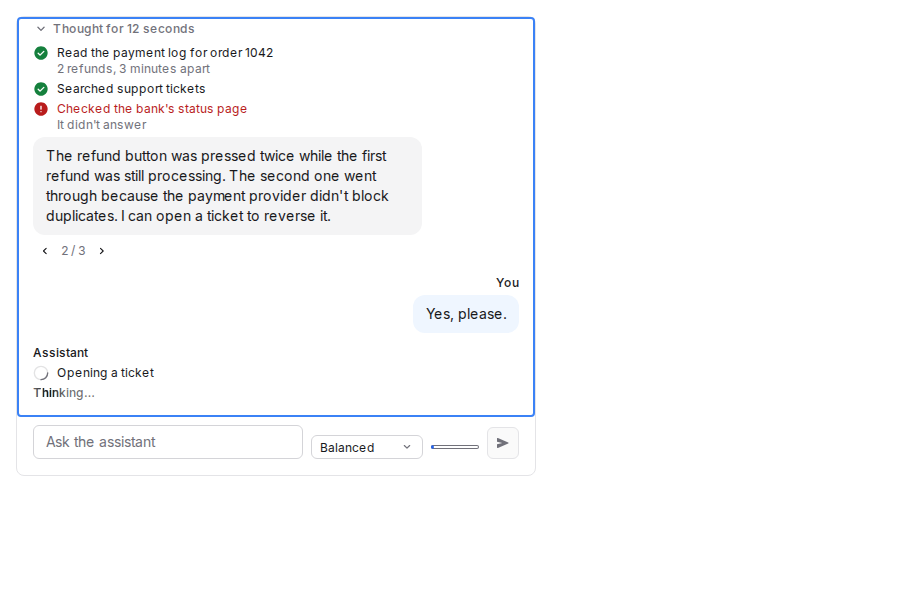 Thought for 12 seconds
Read the payment log for order 1042
2 refunds, 3 minutes apart
Searched support tickets
Checked the bank's status page
It didn't answer
The refund button was pressed twice while the first
refund was still processing. The second one went
through because the payment provider didn't block
duplicates. I can open a ticket to reverse it.
2 / 3
You
Yes, please.
Assistant
Opening a ticket
Thinking...
Ask the assistant
Balanced